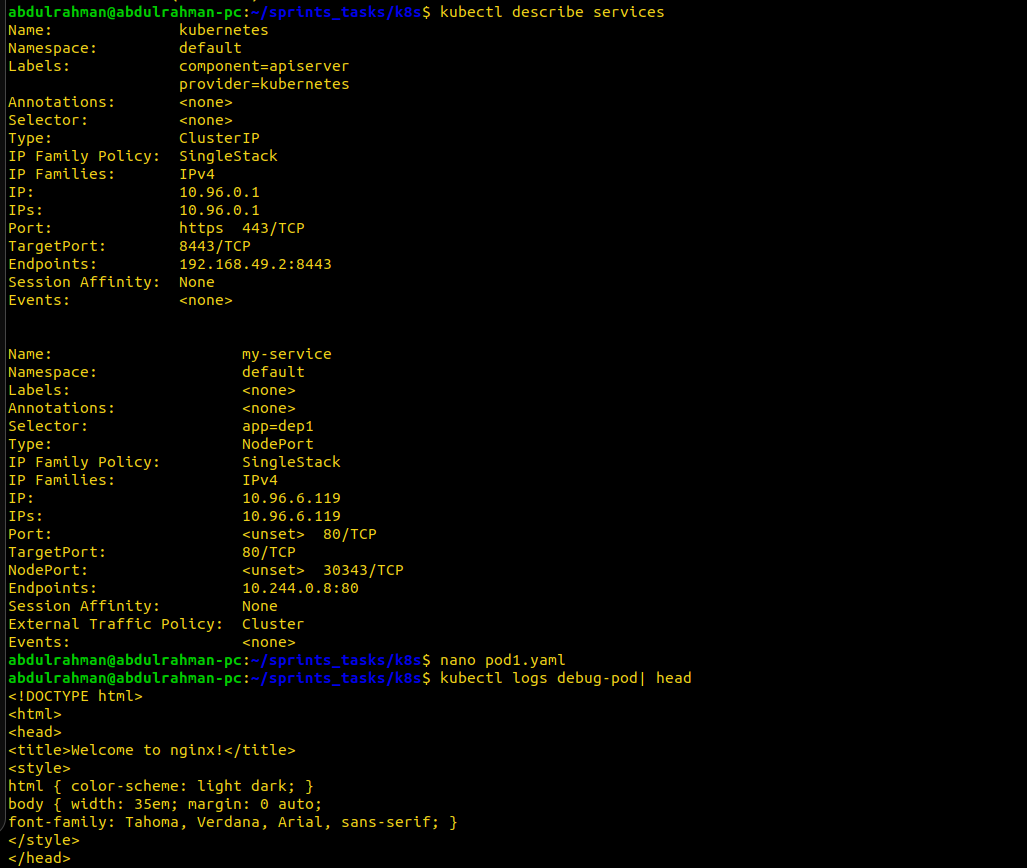 abdulrahman@abdulrahman-pc:~/sprints_tasks/k8s$ kubectl describe services
Name:              kubernetes
Namespace:         default
Labels:            component=apiserver
                   provider=kubernetes
Annotations:       <none>
Selector:          <none>
Type:              ClusterIP
IP Family Policy:  SingleStack
IP Families:       IPv4
IP:                10.96.0.1
IPs:               10.96.0.1
Port:              https  443/TCP
TargetPort:        8443/TCP
Endpoints:         192.168.49.2:8443
Session Affinity:  None
Events:            <none>
Name:                     my-service
Namespace:                default
Labels:                   <none>
Annotations:              <none>
Selector:                 app=dep1
Type:                     NodePort
IP Family Policy:         SingleStack
IP Families:              IPv4
IP:                       10.96.6.119
IPs:                      10.96.6.119
Port:                     <unset>  80/TCP
TargetPort:               80/TCP
NodePort:                 <unset>  30343/TCP
Endpoints:                10.244.0.8:80
Session Affinity:         None
External Traffic Policy:  Cluster
Events:                   <none>
abdulrahman@abdulrahman-pc:~/sprints_tasks/k8s$ nano pod1.yaml
abdulrahman@abdulrahman-pc:~/sprints_tasks/k8s$ kubectl logs debug-pod| head
<!DOCTYPE html>
<html>
<head>
<title>Welcome to nginx!</title>
<style>
html { color-scheme: light dark; }
body { width: 35em; margin: 0 auto;
font-family: Tahoma, Verdana, Arial, sans-serif; }
</style>
</head>